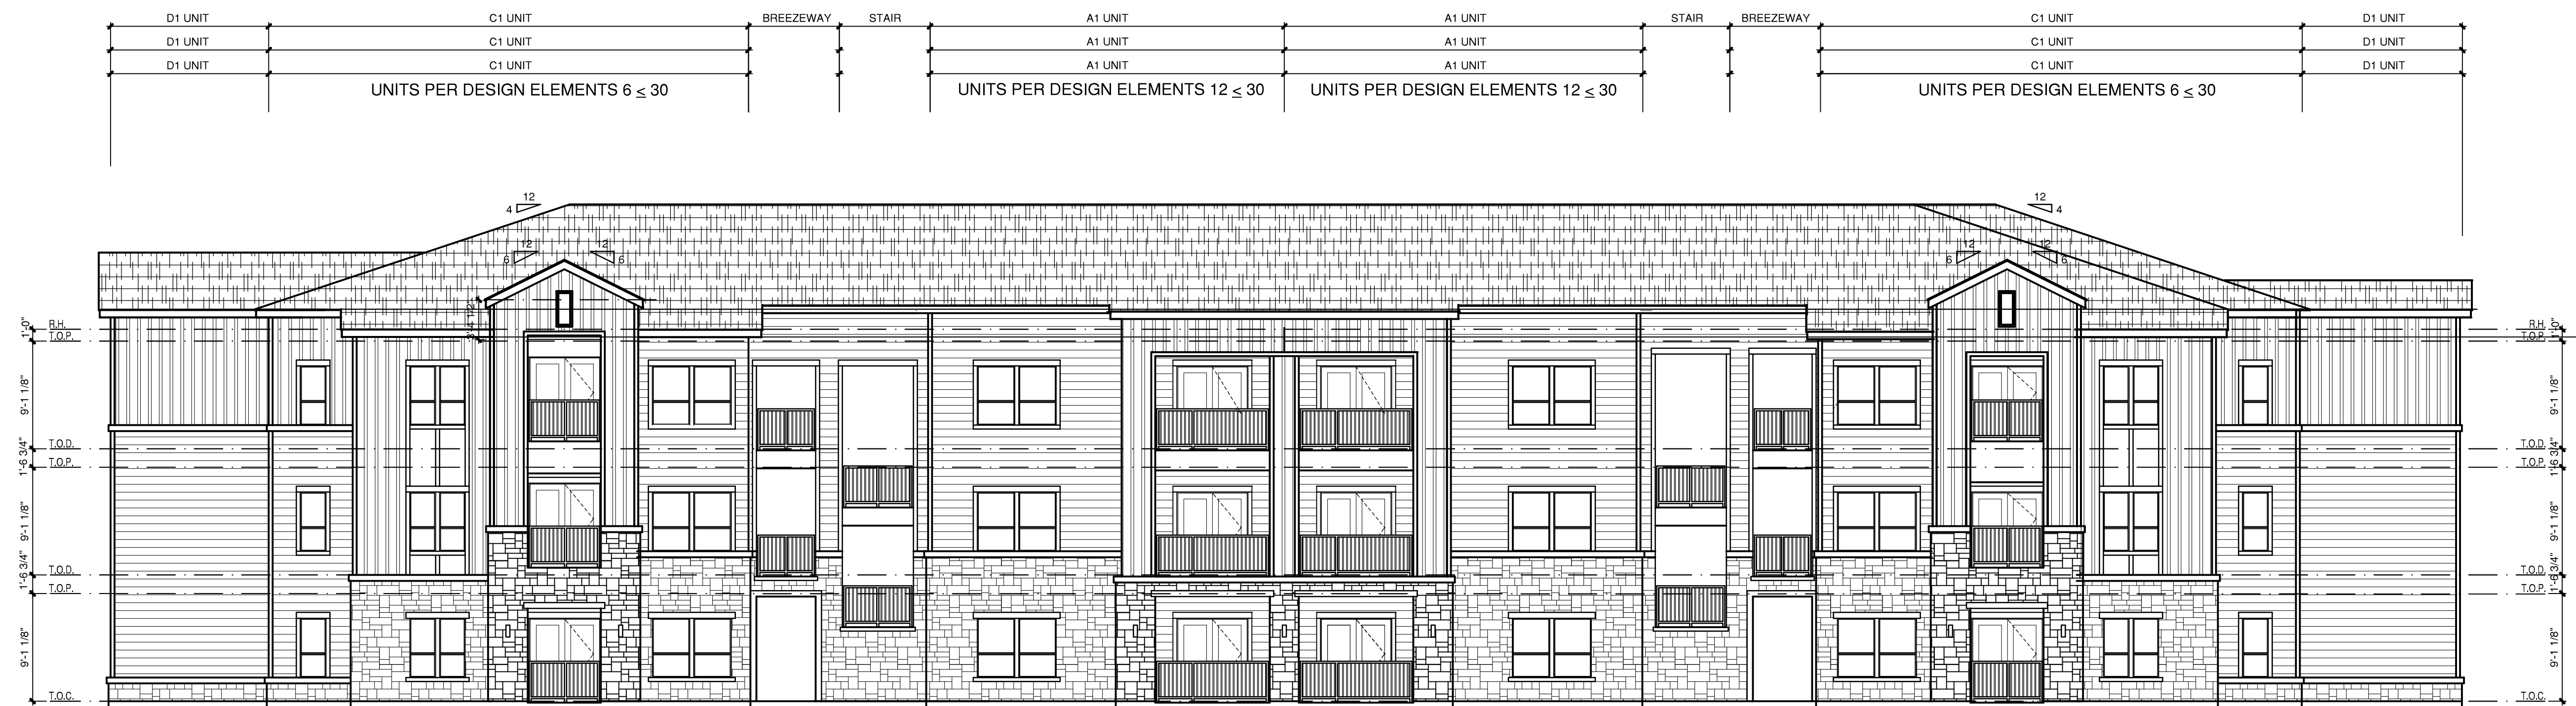 D1 UNIT C1 UNIT BREEZEWAY STAIR A1 UNIT A1 UNIT STAIR BREEZEWAY C1 UNIT D1 UNIT
D1 UNIT C1 UNIT A1 UNIT A1 UNIT C1 UNIT D1 UNIT
D1 UNIT C1 UNIT A1 UNIT A1 UNIT C1 UNIT D1 UNIT
UNITS PER DESIGN ELEMENTS 6 ≤ 30 UNITS PER DESIGN ELEMENTS 12 ≤ 30 UNITS PER DESIGN ELEMENTS 12 ≤ 30 UNITS PER DESIGN ELEMENTS 6 ≤ 30
12 12
4 4
12 12 12 12
6 6 6 6
3'-4 1/2"
1'-0" R.H. R.H. 1'-0"
T.O.P. T.O.P.
9'-1 1/8" 9'-1 1/8"
T.O.D. T.O.D.
1'-6 3/4" 1'-6 3/4"
T.O.P. T.O.P.
9'-1 1/8" 9'-1 1/8"
T.O.D. T.O.D.
1'-6 3/4" 1'-6 3/4"
T.O.P. T.O.P.
9'-1 1/8" 9'-1 1/8"
T.O.C. T.O.C.